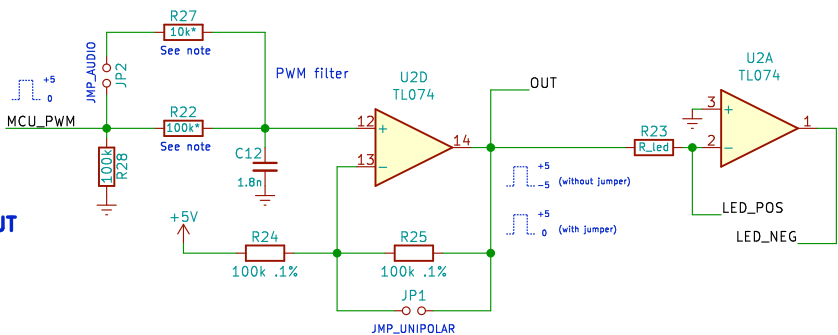 R27
10k*
See note
JMP_AUDIO
JP2
+5
0
MCU_PWM
R22
100k*
See note
100k
R28
PWM filter
C12
1.8n
U2D
TL074
12
13
14
+
−
OUT
+5
-5 (without jumper)
+5
0 (with jumper)
U2A
TL074
3
2
1
+
−
R23
R_led
LED_POS
LED_NEG
UT
+5V
R24
100k .1%
R25
100k .1%
JP1
JMP_UNIPOLAR